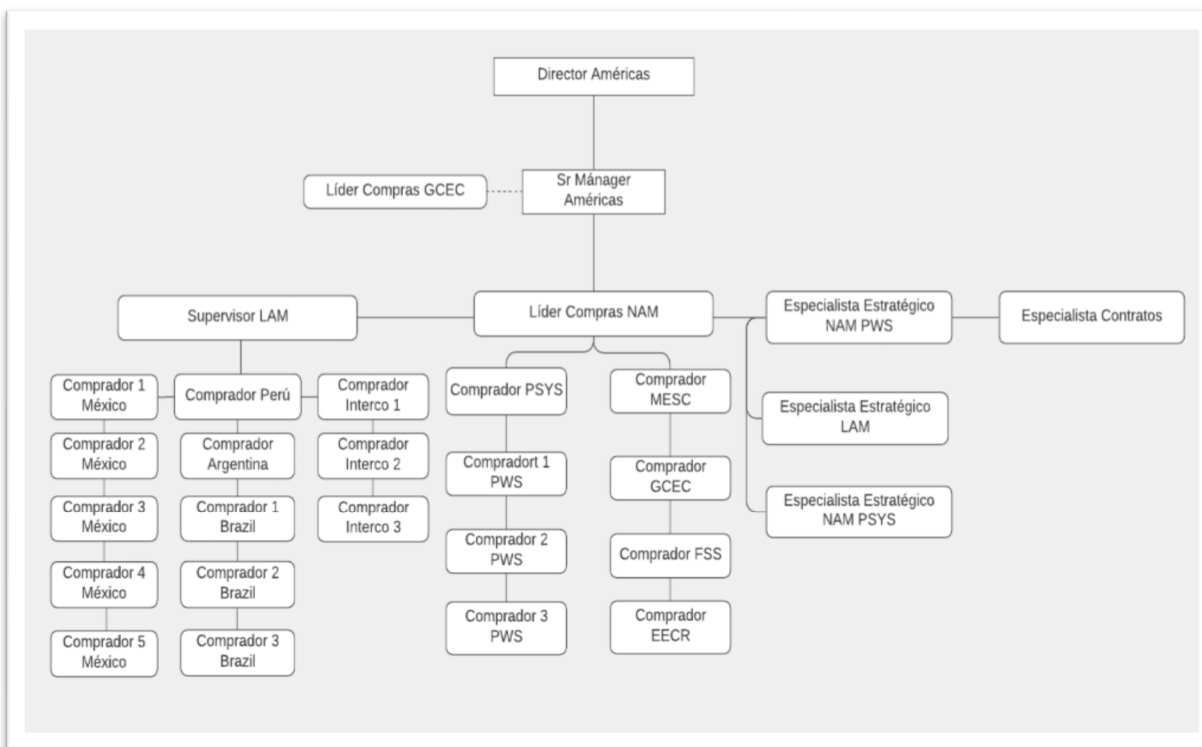 Director Américas
Líder Compras GCEC
Sr Mánager
Américas
Supervisor LAM
Líder Compras NAM
Especialista Estratégico
NAM PWS
Especialista Contratos
Comprador 1
México
Comprador Perú
Comprador
Interco 1
Comprador PSYS
Comprador
MESC
Especialista Estratégico
LAM
Comprador 2
México
Comprador
Argentina
Comprador
Interco 2
Compradort 1
PWS
Comprador
GCEC
Especialista Estratégico
NAM PSYS
Comprador 3
México
Comprador 1
Brazil
Comprador
Interco 3
Comprador 2
PWS
Comprador FSS
Comprador 4
México
Comprador 2
Brazil
Comprador 3
PWS
Comprador
EECR
Comprador 5
México
Comprador 3
Brazil